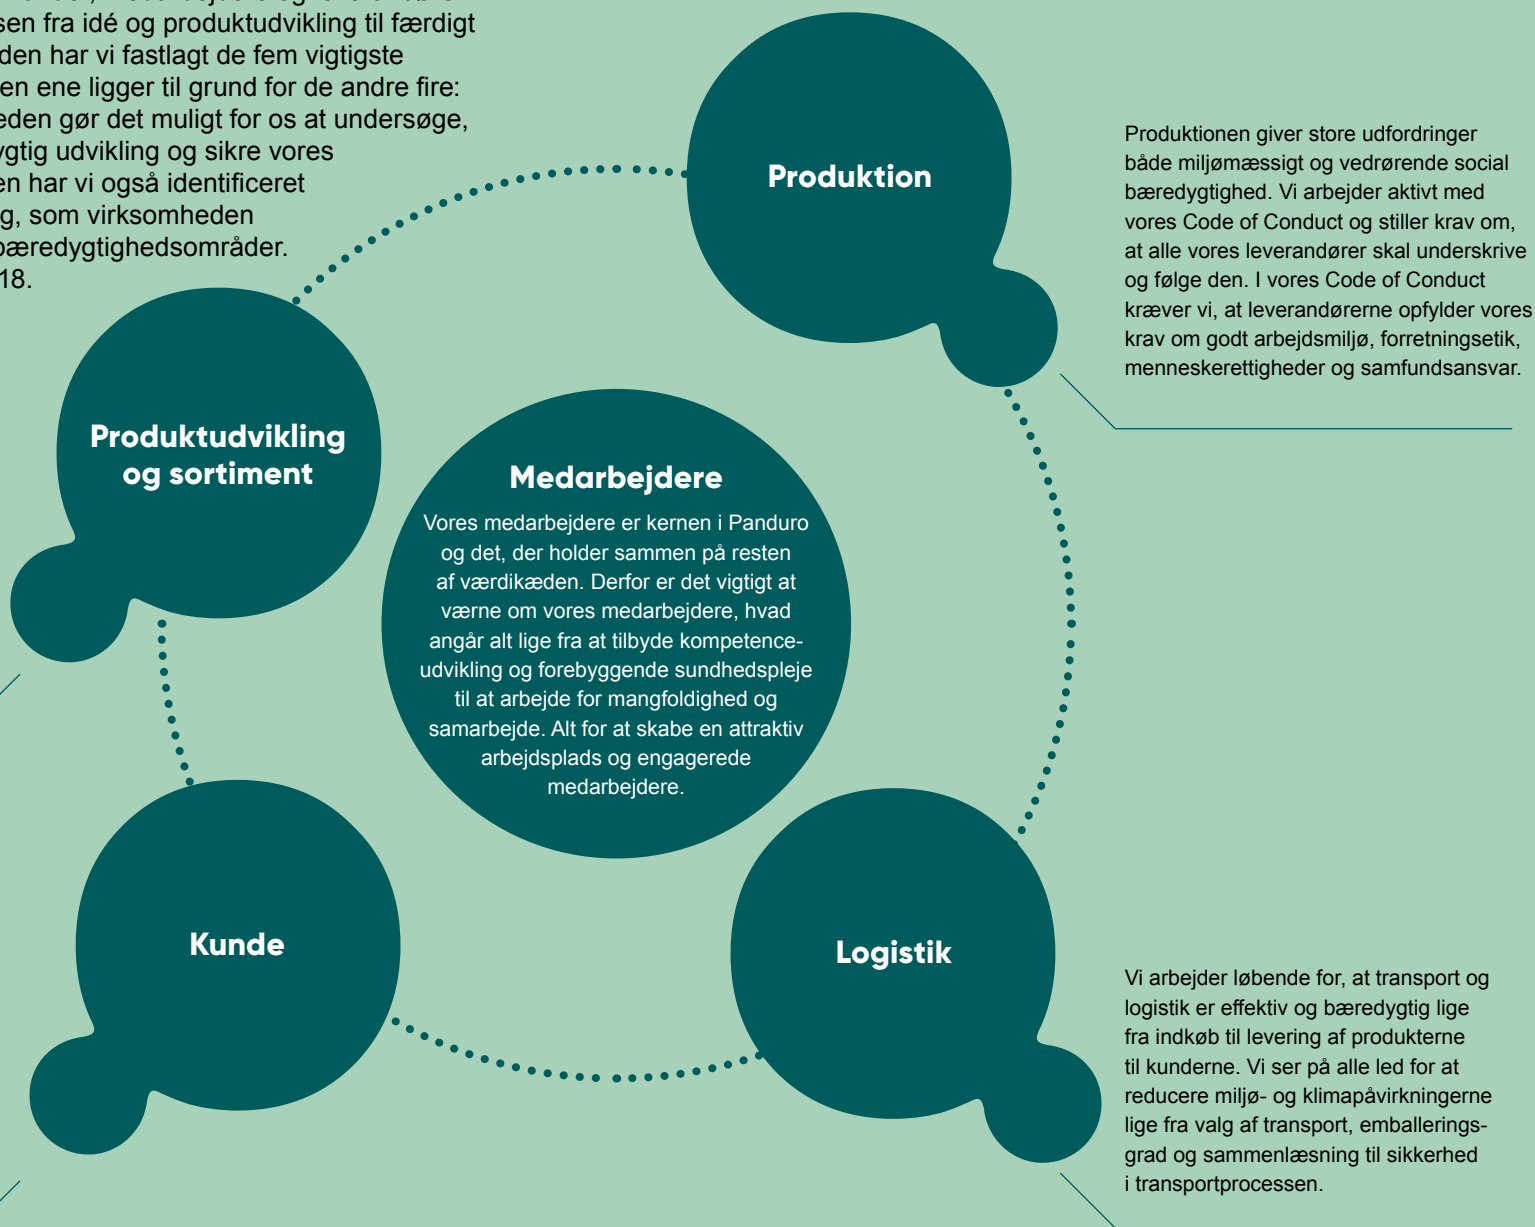 sen fra idé og produktudvikling til færdigt
den har vi fastlagt de fem vigtigste
en ene ligger til grund for de andre fire:
eden gør det muligt for os at undersøge,
ygtig udvikling og sikre vores
en har vi også identificeret
g, som virksomheden
bæredygtighedsområder.
18.
Produktion
Produktionen giver store udfordringer
både miljømæssigt og vedrørende social
bæredygtighed. Vi arbejder aktivt med
vores Code of Conduct og stiller krav om,
at alle vores leverandører skal underskrive
og følge den. I vores Code of Conduct
kræver vi, at leverandørerne opfylder vores
krav om godt arbejdsmiljø, forretningsetik,
menneskerettigheder og samfundsansvar.
Produktudvikling
og sortiment
Medarbejdere
Vores medarbejdere er kernen i Panduro
og det, der holder sammen på resten
af værdikæden. Derfor er det vigtigt at
værne om vores medarbejdere, hvad
angår alt lige fra at tilbyde kompetence-
udvikling og forebyggende sundhedspleje
til at arbejde for mangfoldighed og
samarbejde. Alt for at skabe en attraktiv
arbejdsplads og engagerede
medarbejdere.
Kunde
Logistik
Vi arbejder løbende for, at transport og
logistik er effektiv og bæredygtig lige
fra indkøb til levering af produkterne
til kunderne. Vi ser på alle led for at
reducere miljø- og klimapåvirkningerne
lige fra valg af transport, emballerings-
grad og sammenlæsning til sikkerhed
i transportprocessen.